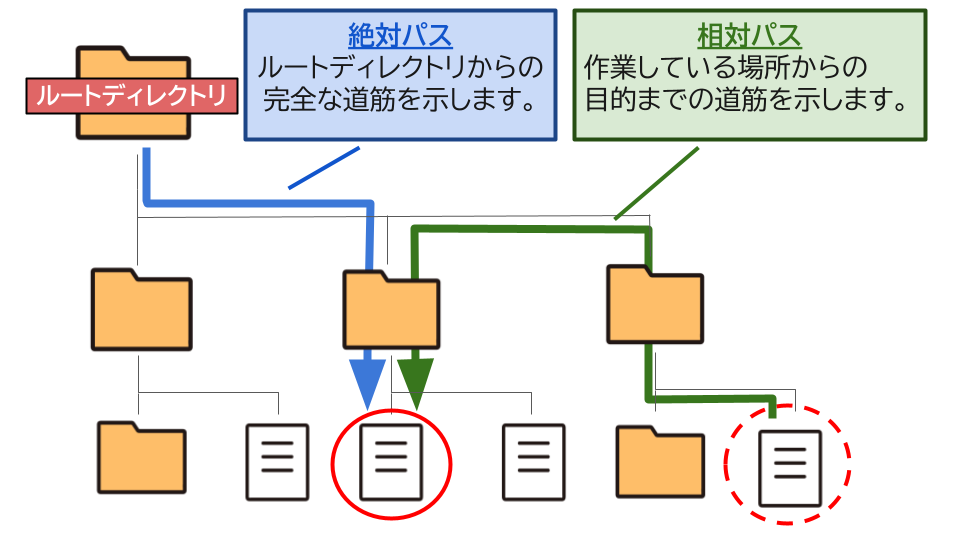 ルートディレクトリ
絶対パス
ルートディレクトリからの
完全な道筋を示します。
相対パス
作業している場所からの
目的までの道筋を示します。